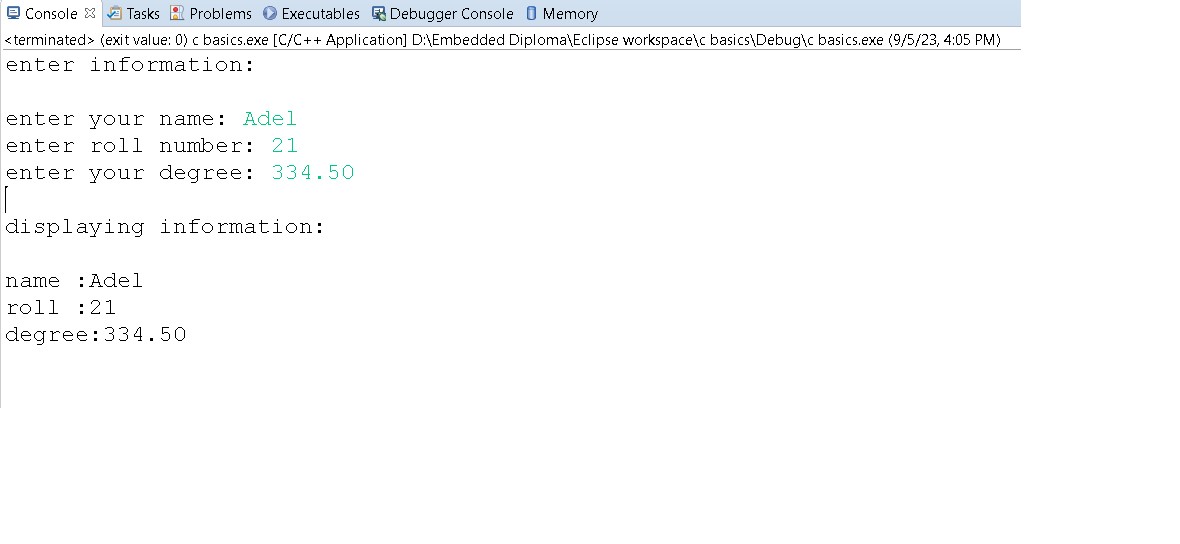 Console Tasks Problems Executables Debugger Console Memory
<terminated> (exit value: 0) c basics.exe [C/C++ Application] D:\Embedded Diploma\Eclipse workspace\c basics\Debug\c basics.exe (9/5/23, 4:05 PM)
enter information:
enter your name: Adel
enter roll number: 21
enter your degree: 334.50
displaying information:
name :Adel
roll :21
degree:334.50